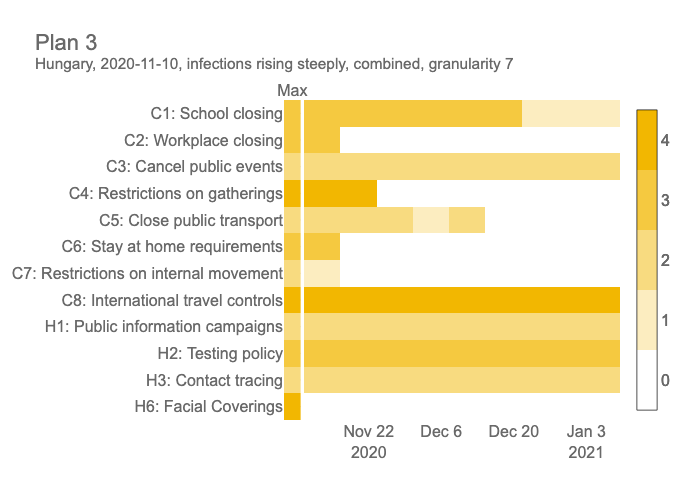 Plan 3
Hungary, 2020-11-10, infections rising steeply, combined, granularity 7
Max
C1: School closing
C2: Workplace closing
C3: Cancel public events
C4: Restrictions on gatherings
C5: Close public transport
C6: Stay at home requirements
C7: Restrictions on internal movement
C8: International travel controls
H1: Public information campaigns
H2: Testing policy
H3: Contact tracing
H6: Facial Coverings
4
3
2
1
0
Nov 22 Dec 6 Dec 20 Jan 3
2020 2021